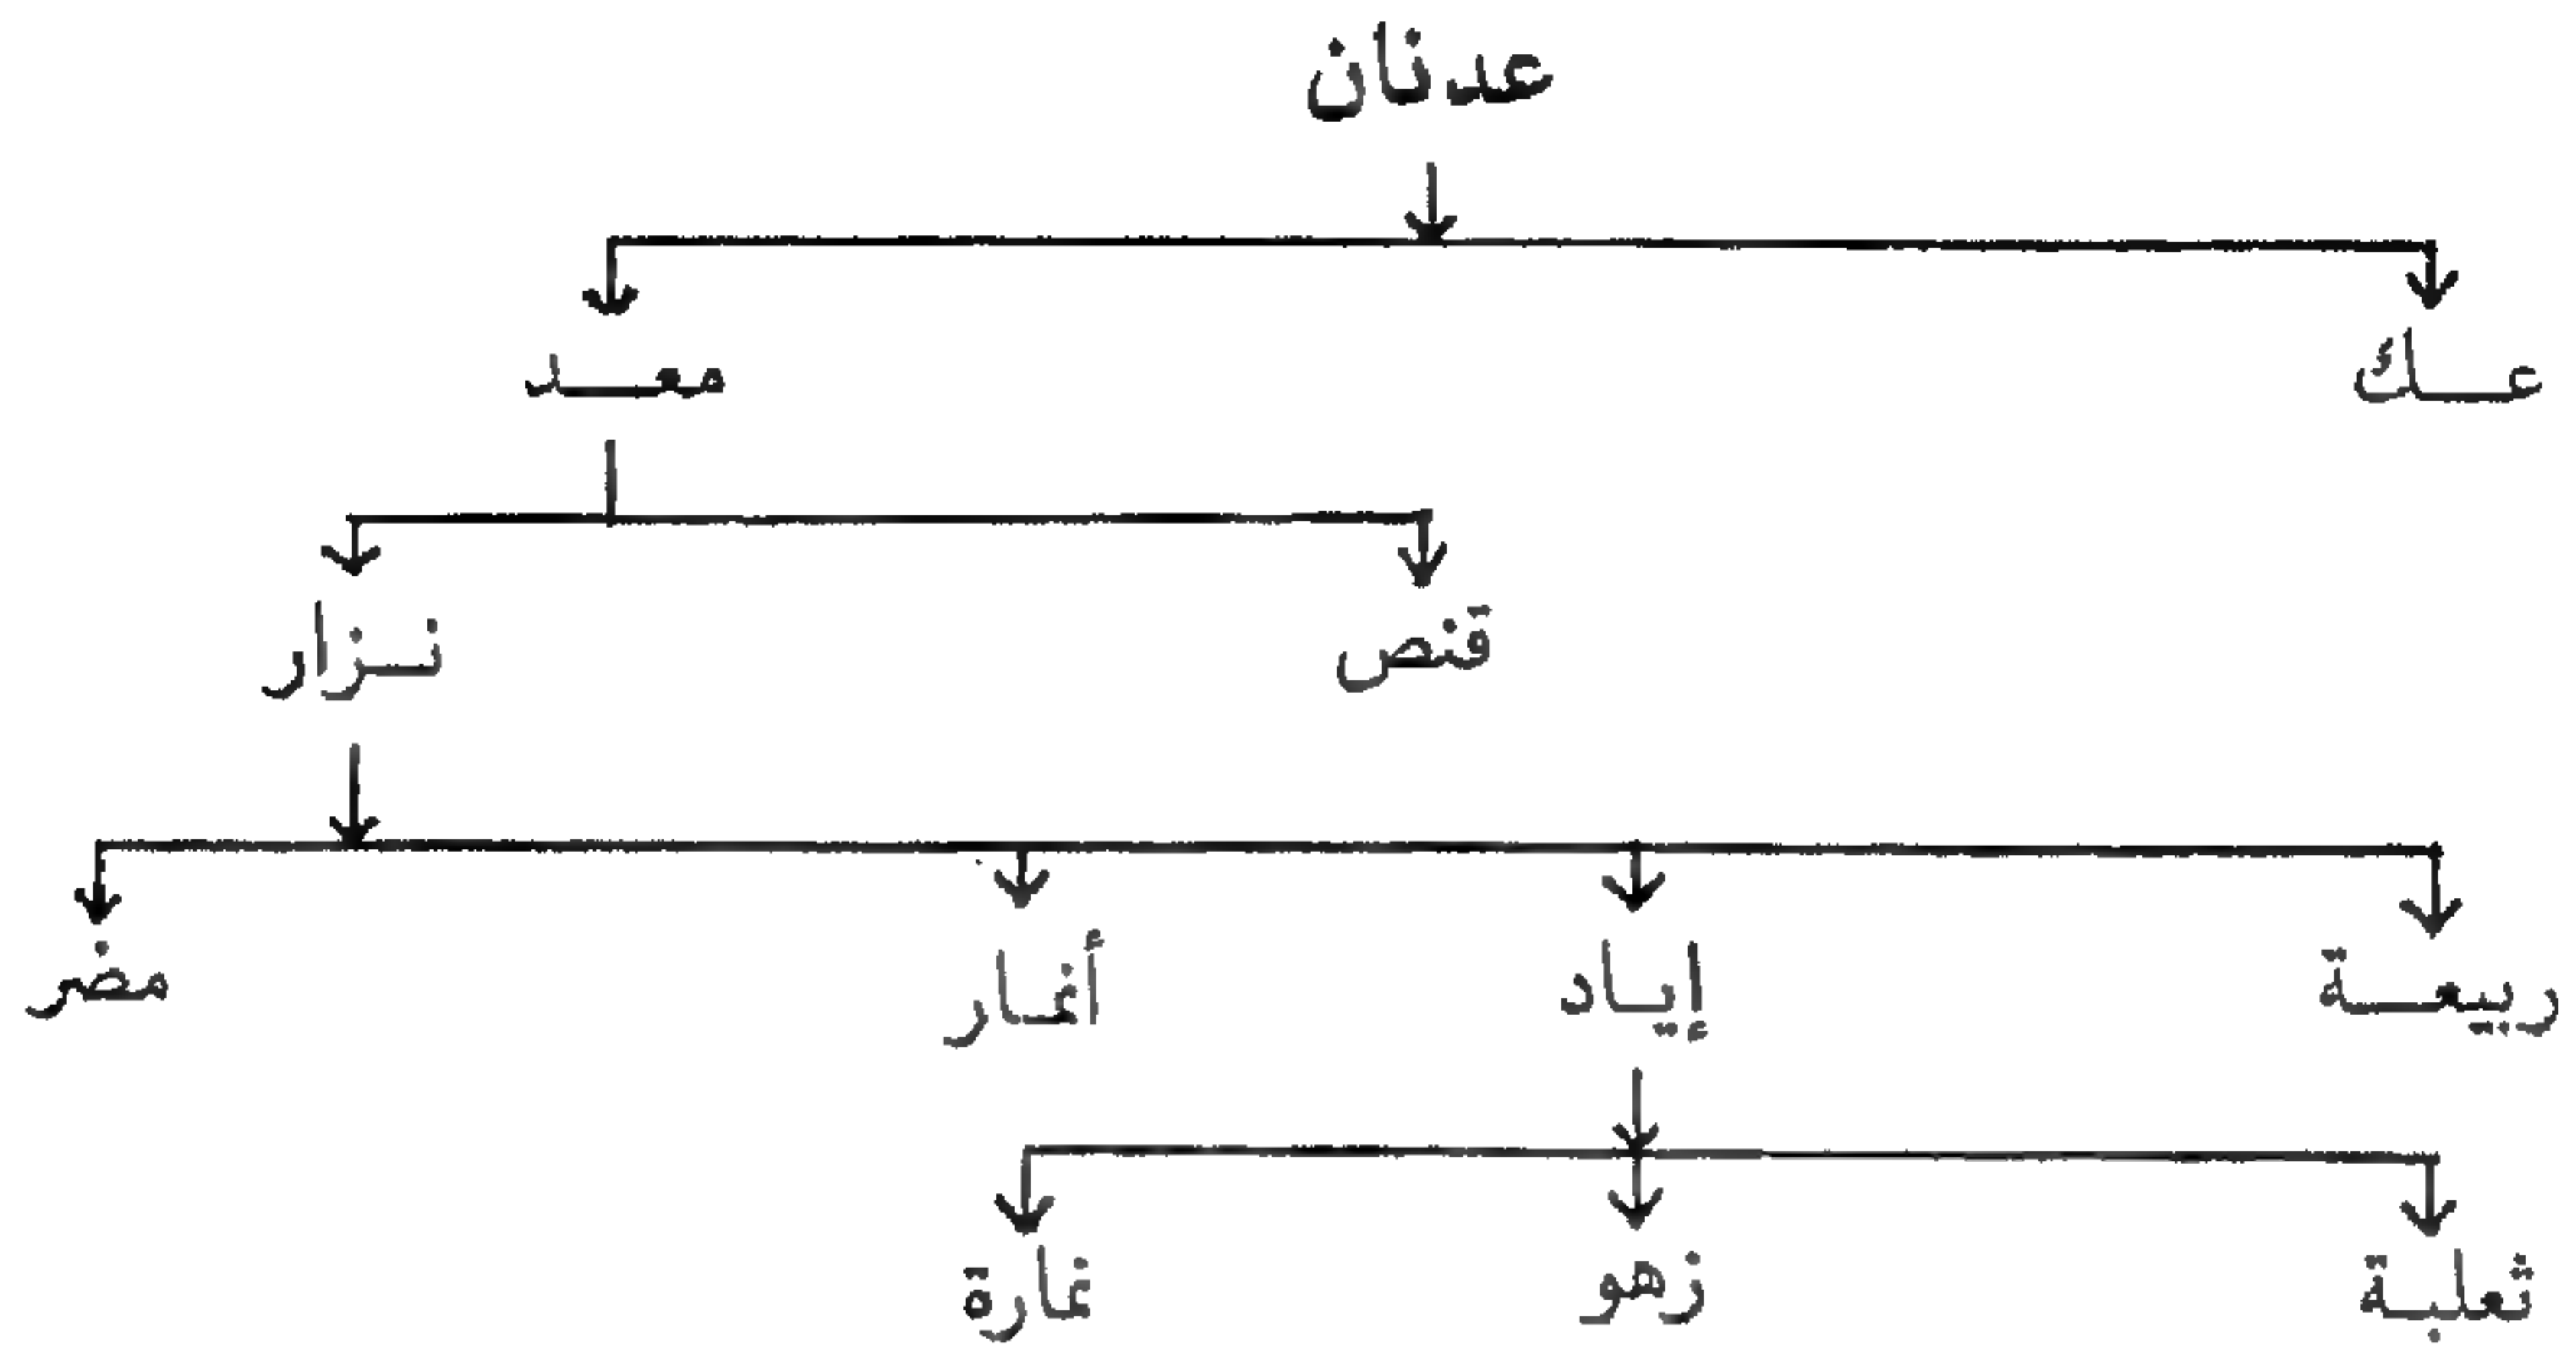 عدنان
عك معد
قنص نزار
ربيعة إياد أنمار مضر
ثعلبة زهو نمارة